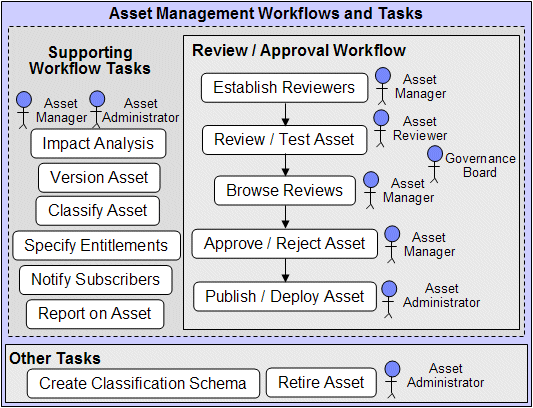 Asset Management Workflows and Tasks
Supporting
Workflow Tasks
Asset
Manager
Asset
Administrator
Impact Analysis
Version Asset
Classify Asset
Specify Entitlements
Notify Subscribers
Report on Asset
Review / Approval Workflow
Establish Reviewers
Asset
Manager
Review / Test Asset
Asset
Reviewer
Governance
Board
Browse Reviews
Asset
Manager
Approve / Reject Asset
Asset
Manager
Publish / Deploy Asset
Asset
Administrator
Other Tasks
Create Classification Schema
Retire Asset
Asset
Administrator